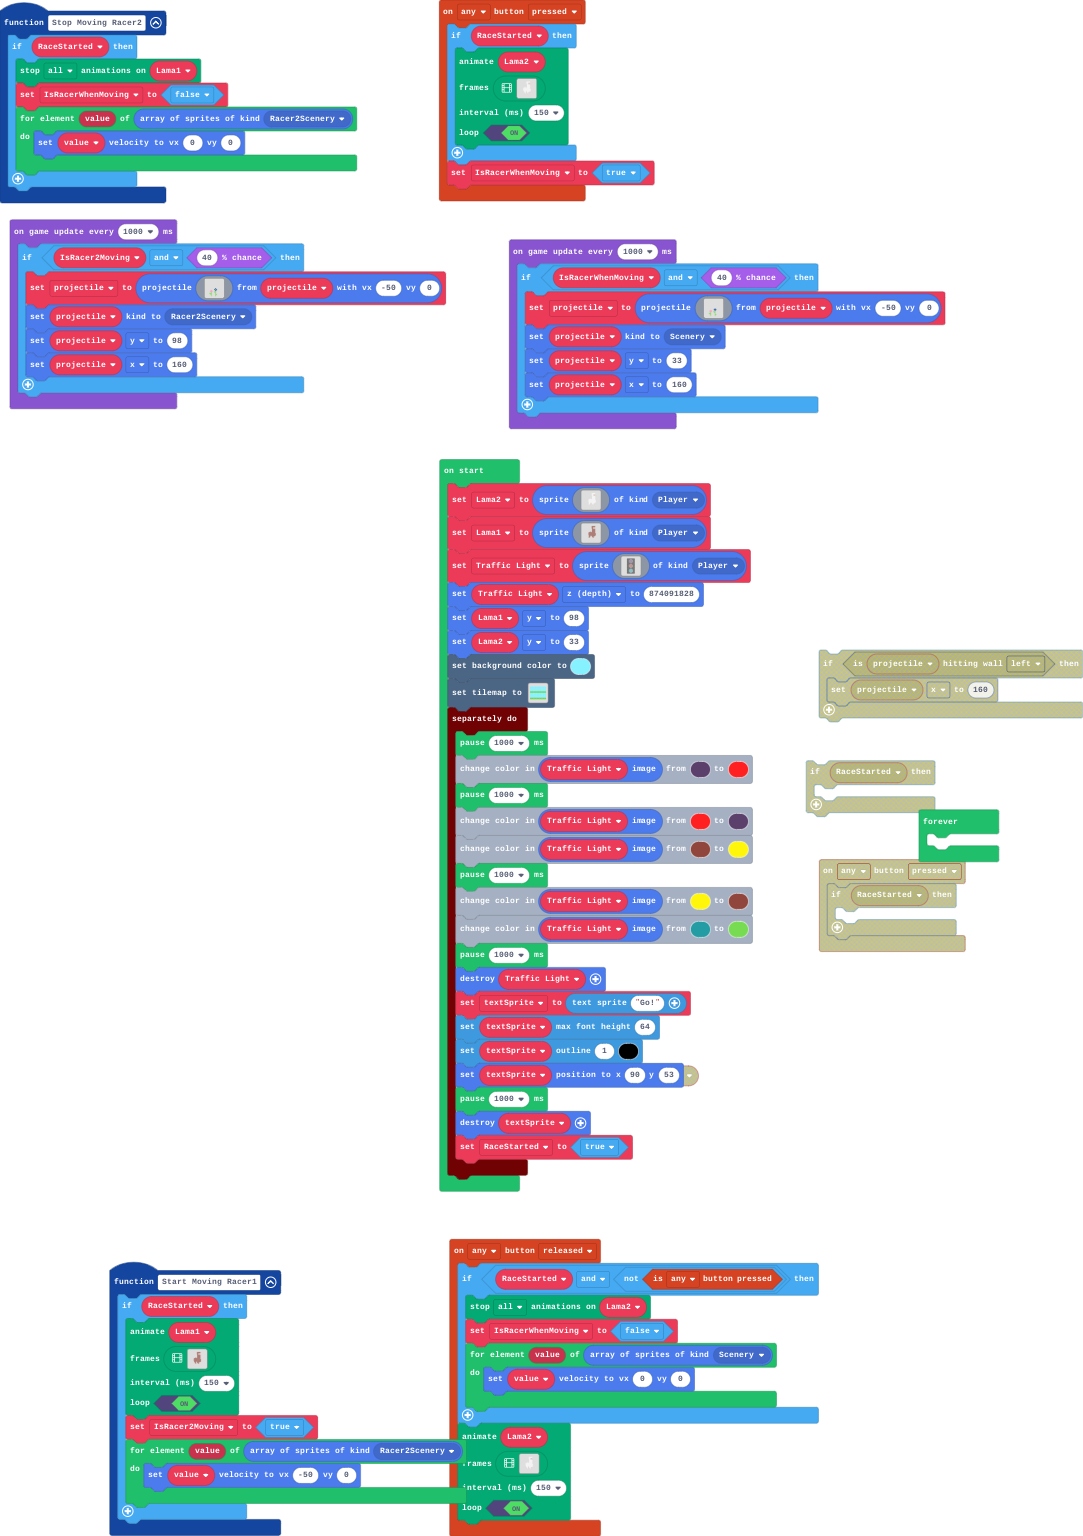 function Stop Moving Racer2
if RaceStarted then
stop all animations on Lama1
set IsRacerWhenMoving to false
for element value of array of sprites of kind Racer2Scenery
do set value velocity to vx 0 vy 0
on any button pressed
if RaceStarted then
animate Lama2
frames
interval (ms) 150
loop ON
set IsRacerWhenMoving to true
on game update every 1000 ms
if IsRacer2Moving and 40 % chance then
set projectile to projectile from projectile with vx -50 vy 0
set projectile kind to Racer2Scenery
set projectile y to 98
set projectile x to 160
on game update every 1000 ms
if IsRacerWhenMoving and 40 % chance then
set projectile to projectile from projectile with vx -50 vy 0
set projectile kind to Scenery
set projectile y to 33
set projectile x to 160
on start
set Lama2 to sprite of kind Player
set Lama1 to sprite of kind Player
set Traffic Light to sprite of kind Player
set Traffic Light z (depth) to 874091828
set Lama1 y to 98
set Lama2 y to 33
set background color to
set tilemap to
separately do
pause 1000 ms
change color in Traffic Light image from to
pause 1000 ms
change color in Traffic Light image from to
change color in Traffic Light image from to
pause 1000 ms
change color in Traffic Light image from to
change color in Traffic Light image from to
pause 1000 ms
destroy Traffic Light
set textSprite to text sprite "Go!"
set textSprite max font height 64
set textSprite outline 1
set textSprite position to x 90 y 53
pause 1000 ms
destroy textSprite
set RaceStarted to true
if is projectile hitting wall left then
set projectile x to 160
if RaceStarted then
forever
on any button pressed
if RaceStarted then
function Start Moving Racer1
if RaceStarted then
animate Lama1
frames
interval (ms) 150
loop ON
set IsRacer2Moving to true
for element value of array of sprites of kind Racer2Scenery
do set value velocity to vx -50 vy 0
on any button released
if RaceStarted and not is any button pressed then
stop all animations on Lama2
set IsRacerWhenMoving to false
for element value of array of sprites of kind Scenery
do set value velocity to vx 0 vy 0
animate Lama2
frames
interval (ms) 150
loop ON